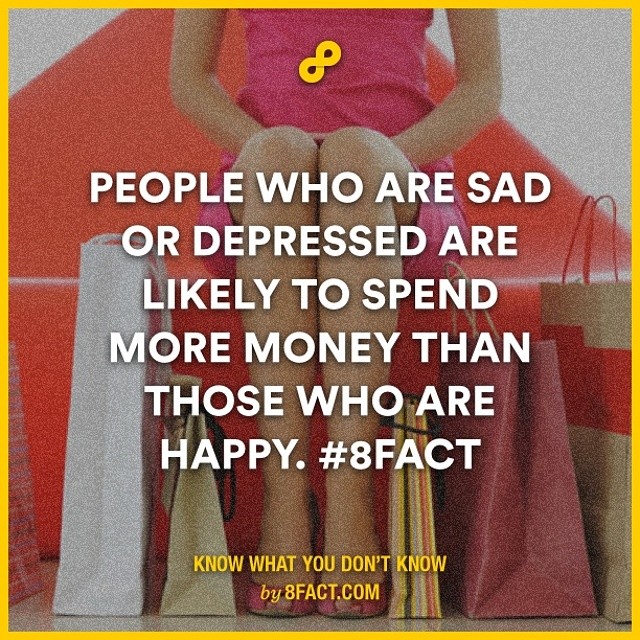 PEOPLE WHO ARE SAD
OR DEPRESSED ARE
LIKELY TO SPEND
MORE MONEY THAN
THOSE WHO ARE
HAPPY. #8FACT
KNOW WHAT YOU DON'T KNOW
by 8FACT.COM